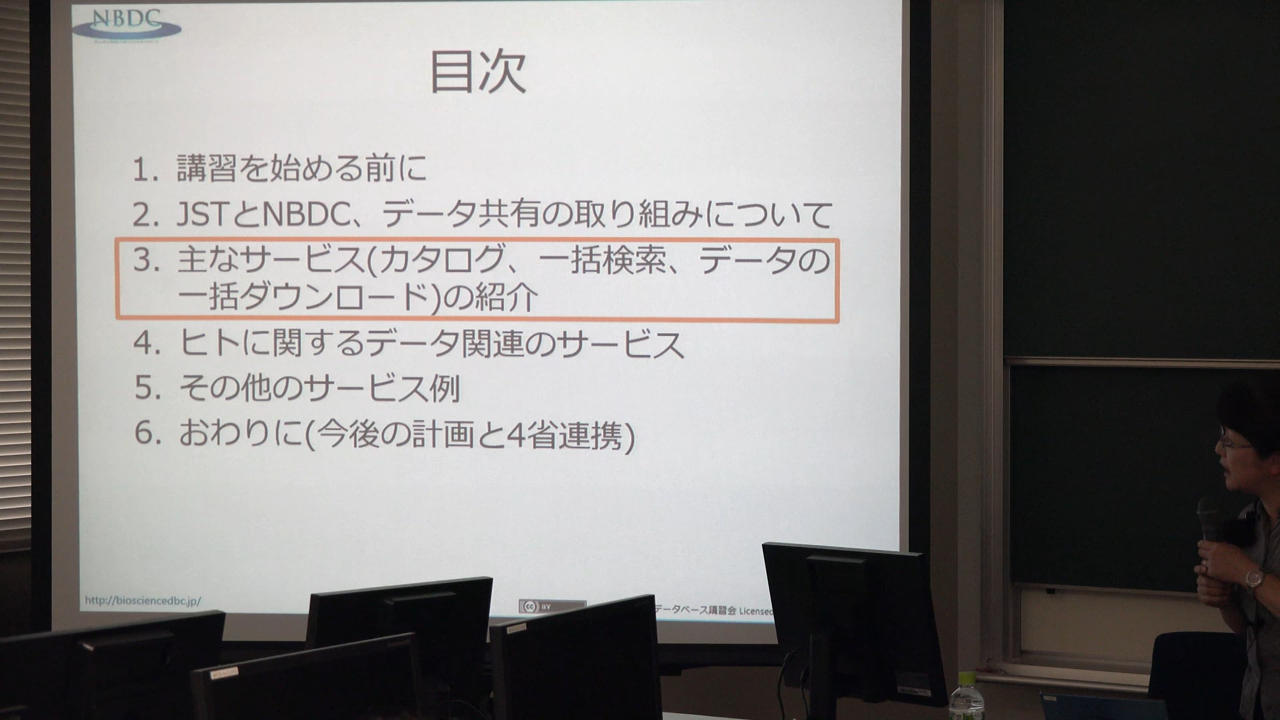 NBDC
目次
1. 講習を始める前に
2. JSTとNBDC、データ共有の取り組みについて
3. 主なサービス(カタログ、一括検索、データの
一括ダウンロード)の紹介
4. ヒトに関するデータ関連のサービス
5. その他のサービス例
6. おわりに(今後の計画と4省連携)
http://biosciencedbc.jp/
cc BY
データベース講習会 Licensed